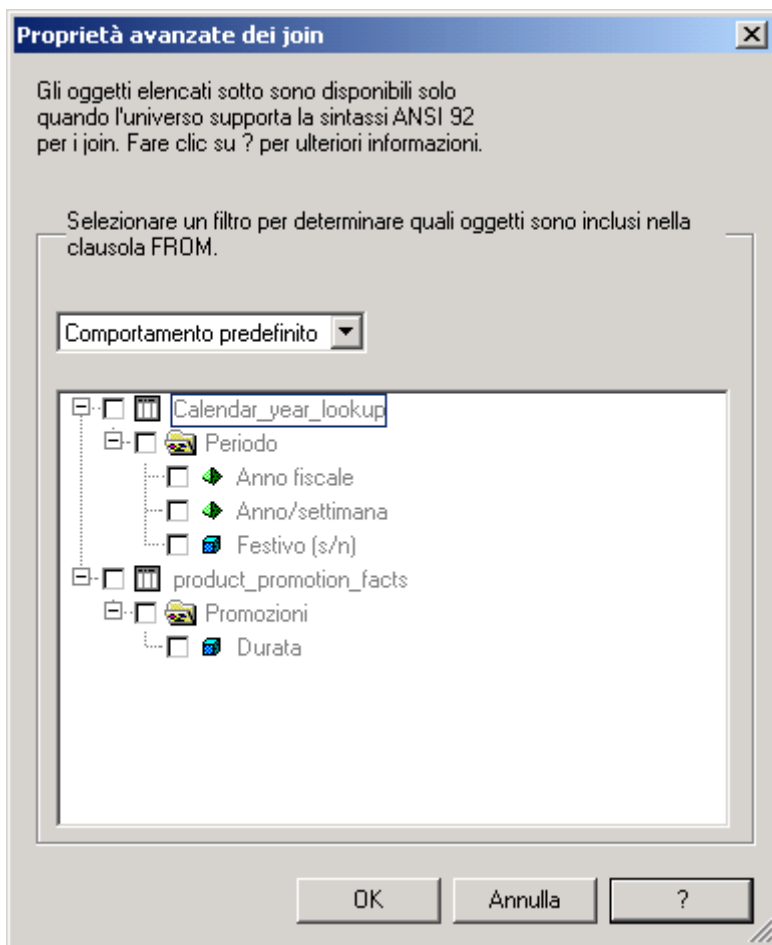 Proprietà avanzate dei join
Gli oggetti elencati sotto sono disponibili solo
quando l'universo supporta la sintassi ANSI 92
per i join. Fare clic su ? per ulteriori informazioni.
Selezionare un filtro per determinare quali oggetti sono inclusi nella
clausola FROM.
Comportamento predefinito
Calendar_year_lookup
Periodo
Anno fiscale
Anno/settimana
Festivo (s/n)
product_promotion_facts
Promozioni
Durata
OK
Annulla
?